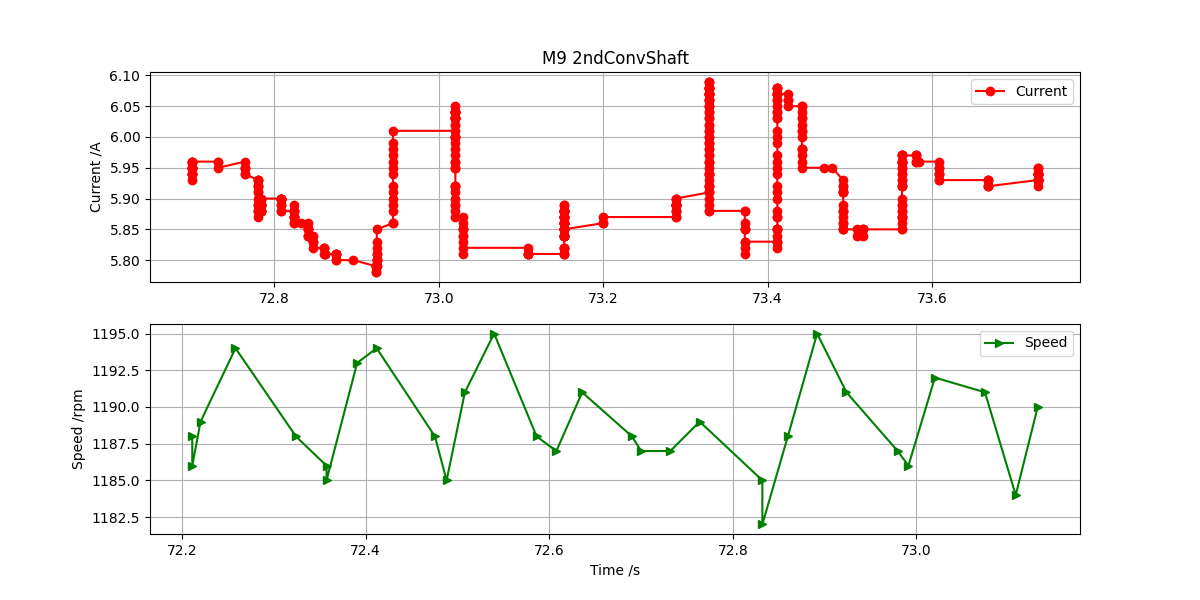 M9 2ndConvShaft
6.10
6.05
6.00
5.95
5.90
5.85
5.80
Current /A
Current
72.8 73.0 73.2 73.4 73.6
1195.0
1192.5
1190.0
1187.5
1185.0
1182.5
Speed /rpm
Speed
72.2 72.4 72.6 72.8 73.0
Time /s